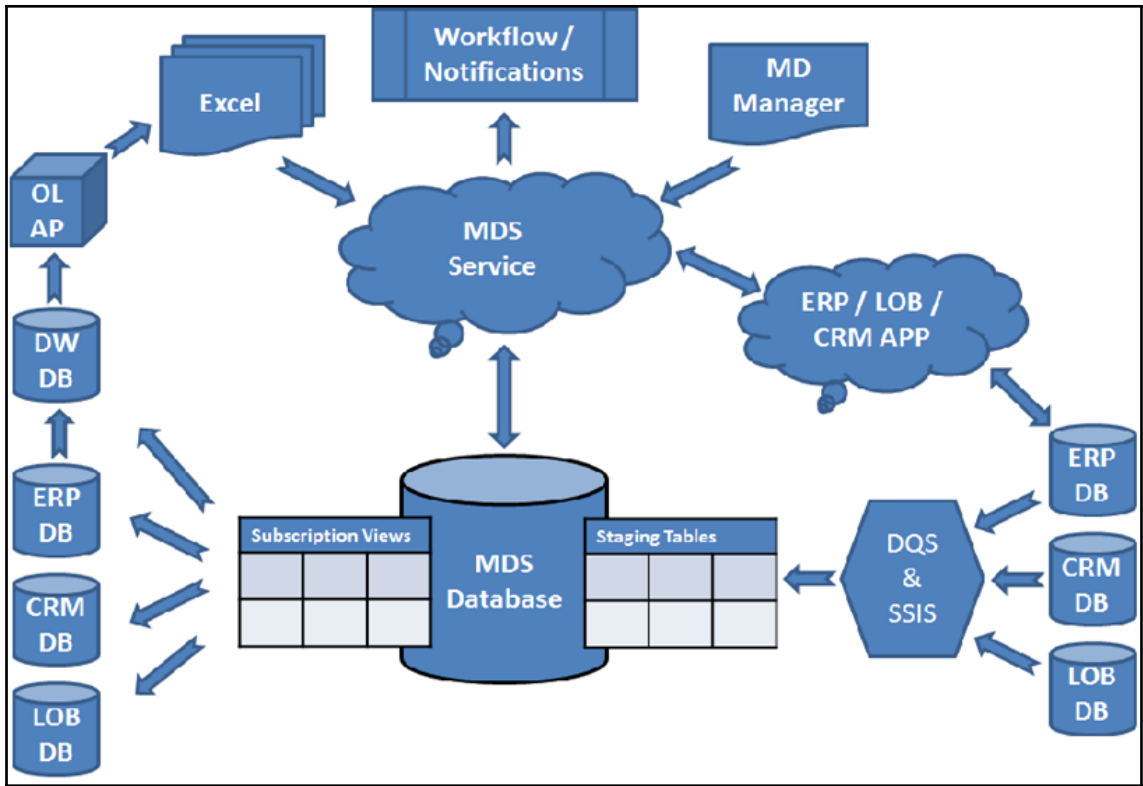 Workflow /
Notifications
Excel
MD
Manager
OL
AP
MDS
Service
ERP / LOB /
CRM APP
DW
DB
ERP
DB
CRM
DB
LOB
DB
Subscription Views
MDS
Database
Staging Tables
DQS
&
SSIS
ERP
DB
CRM
DB
LOB
DB